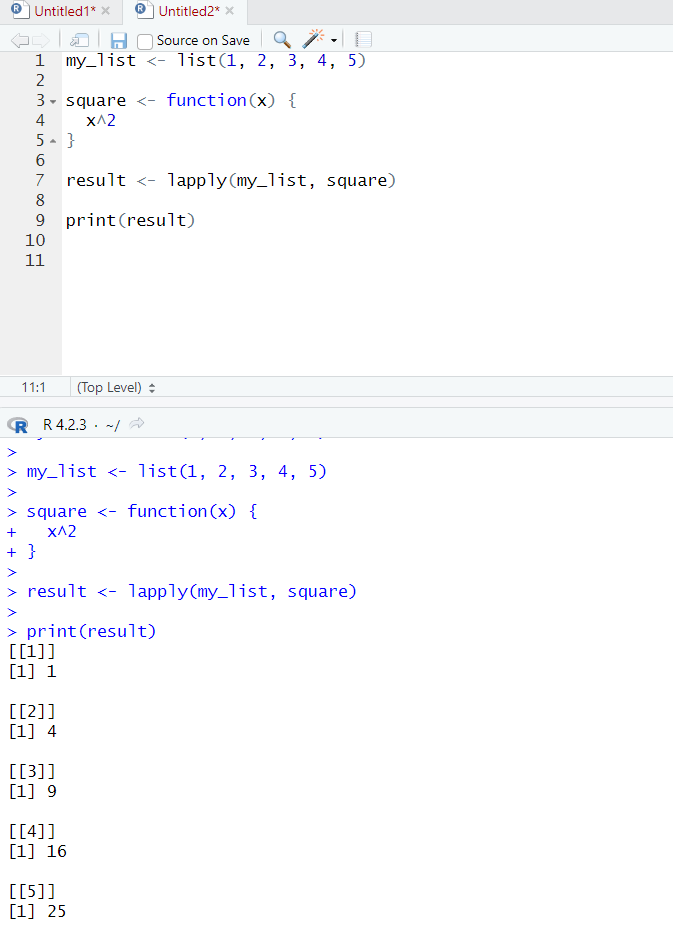 Untitled1* Untitled2*
Source on Save
1 my_list <- list(1, 2, 3, 4, 5)
2
3 square <- function(x) {
4   x^2
5 }
6
7 result <- lapply(my_list, square)
8
9 print(result)
10
11
11:1 (Top Level)
R R 4.2.3 · ~/
>
> my_list <- list(1, 2, 3, 4, 5)
>
> square <- function(x) {
+   x^2
+ }
>
> result <- lapply(my_list, square)
>
> print(result)
[[1]]
[1] 1
[[2]]
[1] 4
[[3]]
[1] 9
[[4]]
[1] 16
[[5]]
[1] 25